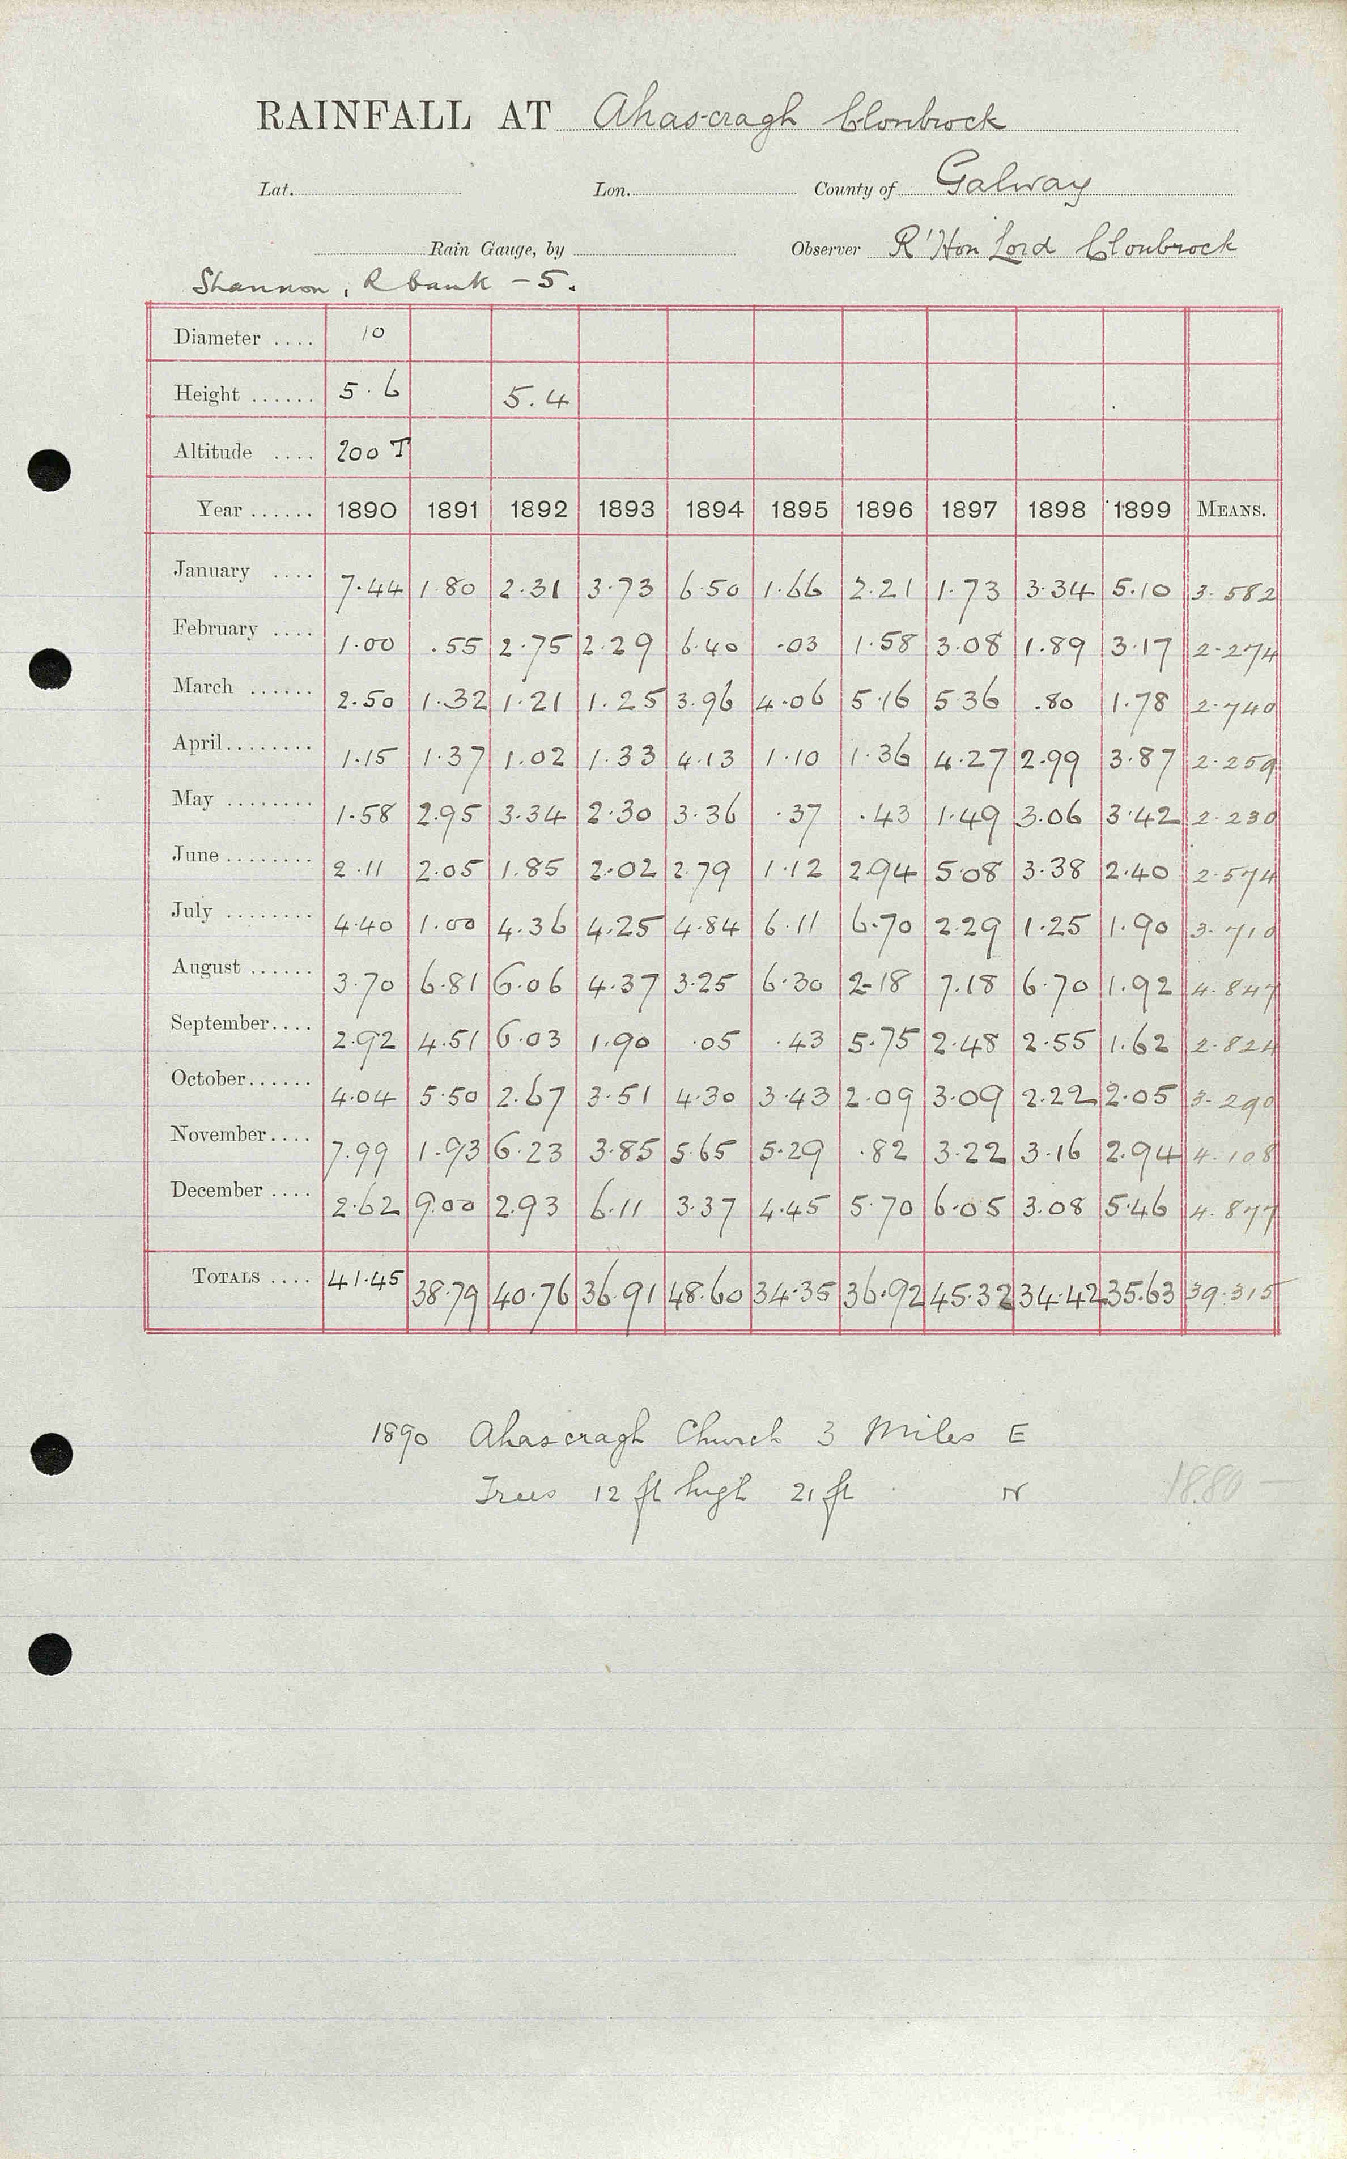 RAINFALL AT Ahascragh Clonbrock
Lat. Lon. County of Galway
Rain Gauge, by Observer Rt Hon Lord Clonbrock
Shannon, R bank - 5.
Diameter .... 10
Height ...... 5.6 5.4
Altitude .... 200 T
Year ...... 1890 1891 1892 1893 1894 1895 1896 1897 1898 1899 MEANS.
January .... 7.44 1.80 2.31 3.73 6.50 1.66 2.21 1.73 3.34 5.10 3.582
February .... 1.00 .55 2.75 2.29 6.40 .03 1.58 3.08 1.89 3.17 2.274
March ...... 2.50 1.32 1.21 1.25 3.96 4.06 5.16 5.36 .80 1.78 2.740
April........ 1.15 1.37 1.02 1.33 4.13 1.10 1.36 4.27 2.99 3.87 2.259
May ........ 1.58 2.95 3.34 2.30 3.36 .37 .43 1.49 3.06 3.42 2.230
June........ 2.11 2.05 1.85 2.02 2.79 1.12 2.94 5.08 3.38 2.40 2.574
July ........ 4.40 1.00 4.36 4.25 4.84 6.11 6.70 2.29 1.25 1.90 3.710
August ...... 3.70 6.81 6.06 4.37 3.25 6.30 2.18 7.18 6.70 1.92 4.847
September.... 2.92 4.51 6.03 1.90 .05 .43 5.75 2.48 2.55 1.62 2.824
October...... 4.04 5.50 2.67 3.51 4.30 3.43 2.09 3.09 2.22 2.05 3.290
November.... 7.99 1.93 6.23 3.85 5.65 5.29 .82 3.22 3.16 2.94 4.108
December .... 2.62 9.00 2.93 6.11 3.37 4.45 5.70 6.05 3.08 5.46 4.877
TOTALS .... 41.45 38.79 40.76 36.91 48.60 34.35 36.92 45.32 34.42 35.63 39.315
1890 Ahascragh Church 3 Miles E
Trees 12 ft high 21 ft N
1880 —